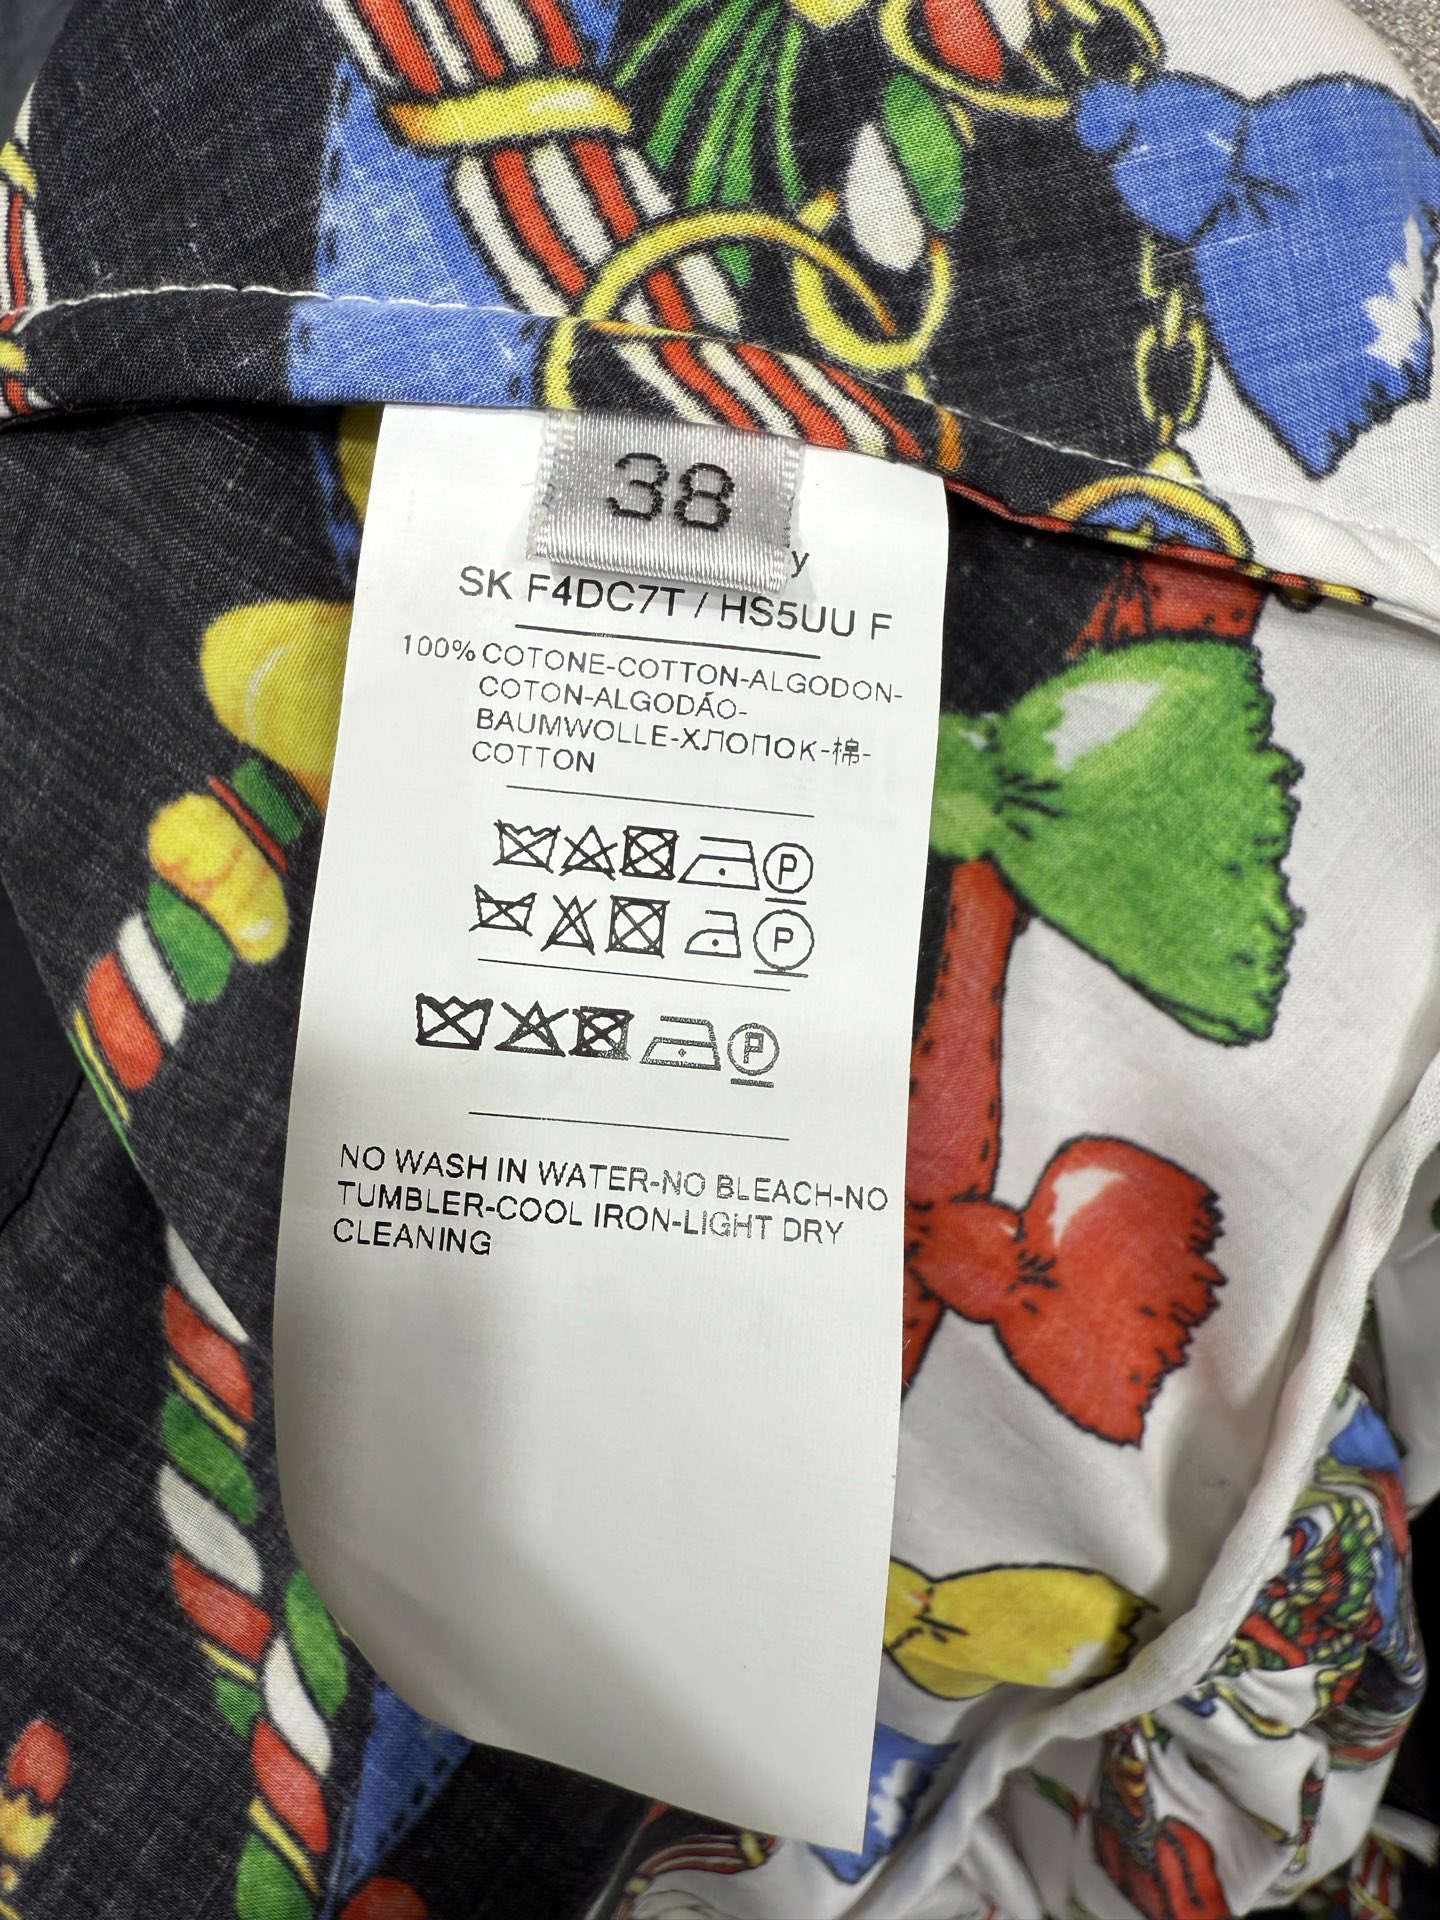 38
y
SK F4DC7T / HS5UU F
100% COTONE-COTTON-ALGODON-
COTON-ALGODÃO-
BAUMWOLLE-ХЛОПОК-棉-
COTTON
P
P
P
NO WASH IN WATER-NO BLEACH-NO
TUMBLER-COOL IRON-LIGHT DRY
CLEANING